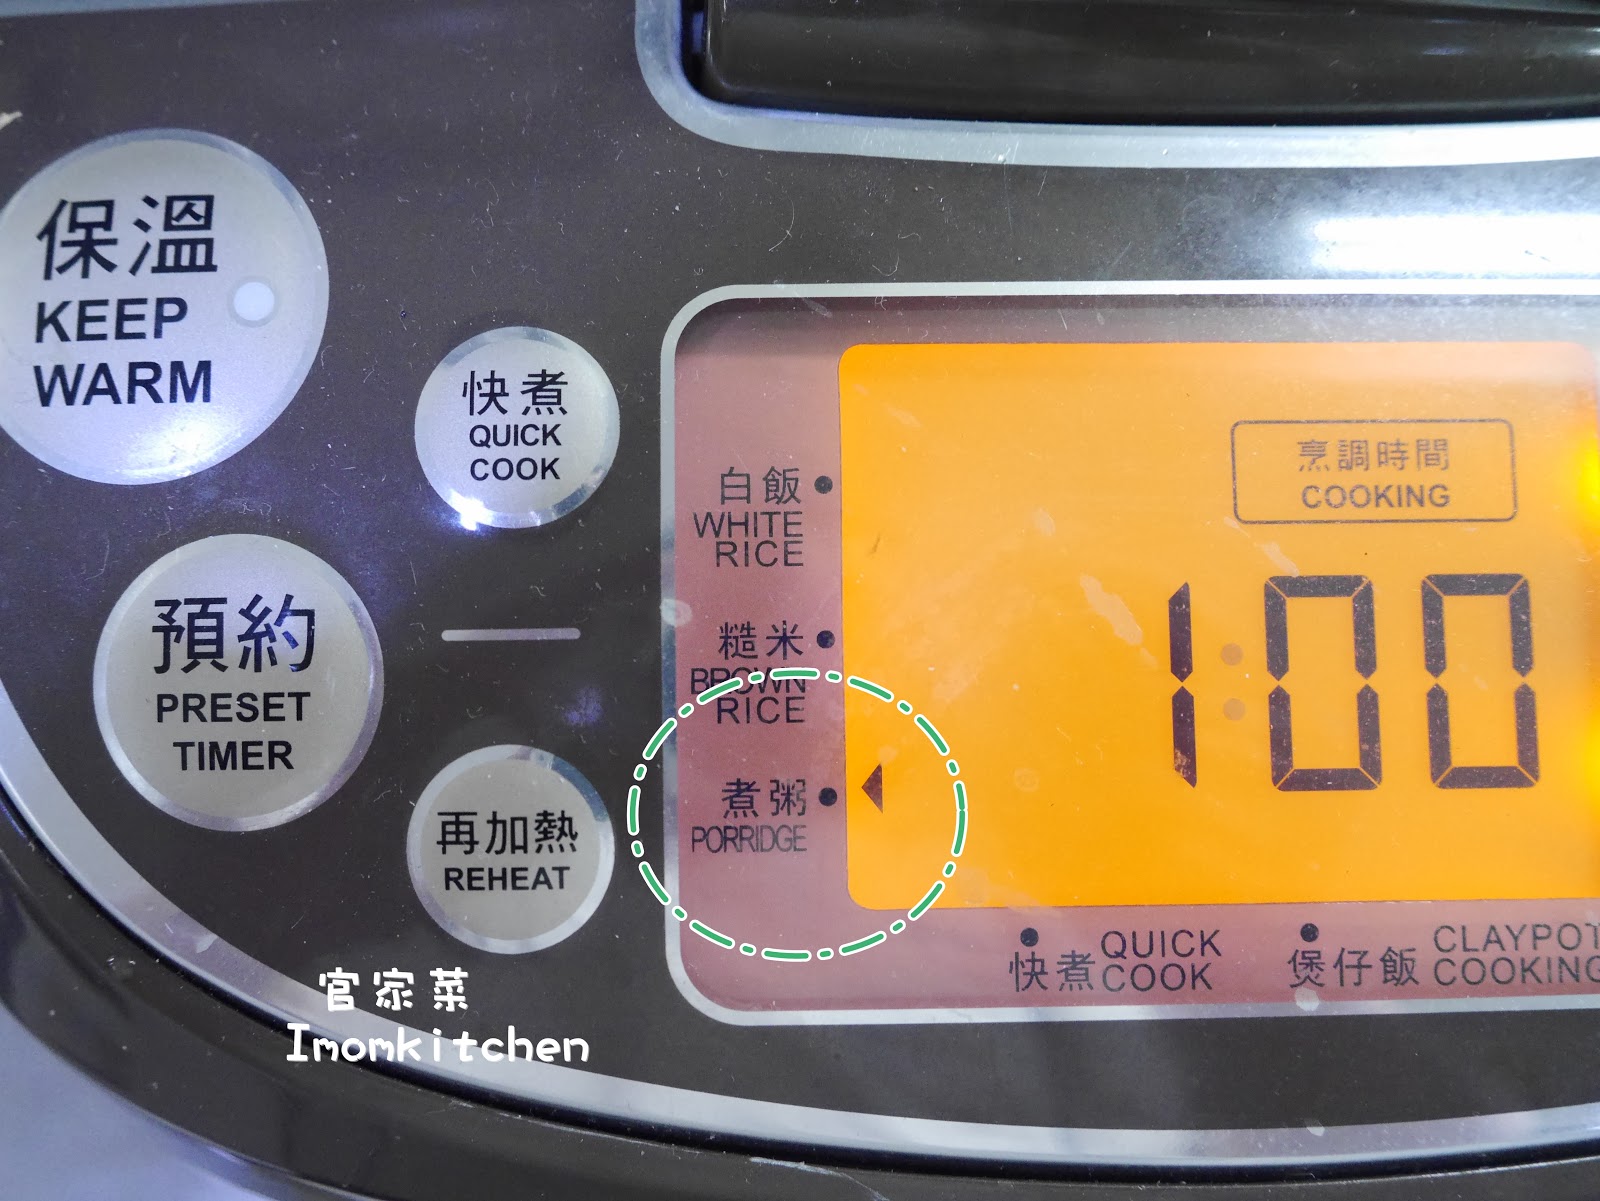 保溫
KEEP
WARM
快煮
QUICK
COOK
預約
PRESET
TIMER
再加熱
REHEAT
白飯
WHITE
RICE
糙米
BROWN
RICE
煮粥
PORRIDGE
烹調時間
COOKING
1:00
快煮 QUICK
COOK
煲仔飯 CLAYPOT
COOKING
官家菜
Imomkitchen